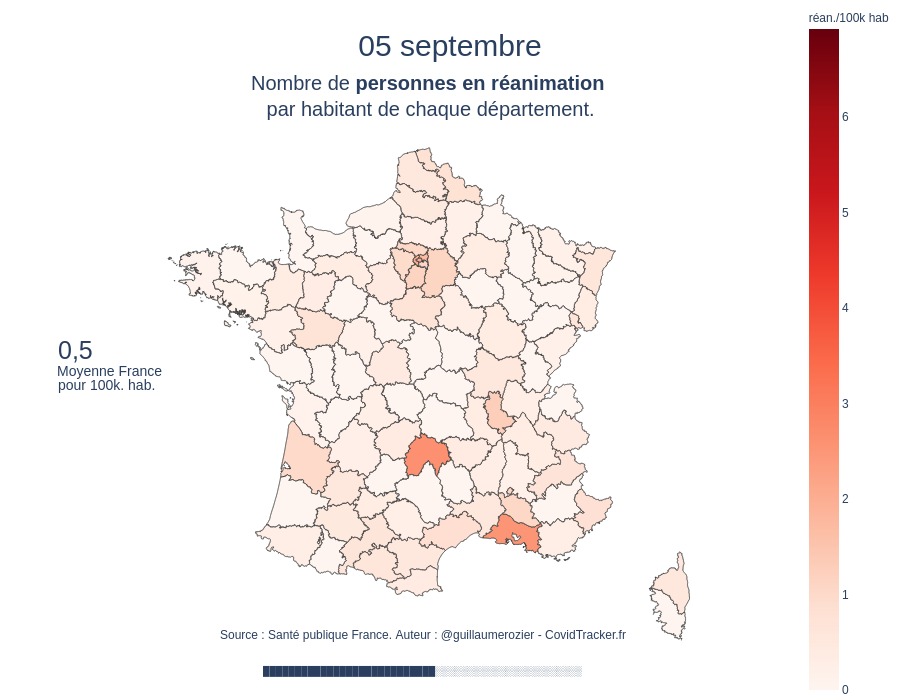 réan./100k hab
05 septembre
Nombre de personnes en réanimation
par habitant de chaque département.
6
5
4
3
2
1
0
0,5
Moyenne France
pour 100k. hab.
Source : Santé publique France. Auteur : @guillaumerozier - CovidTracker.fr